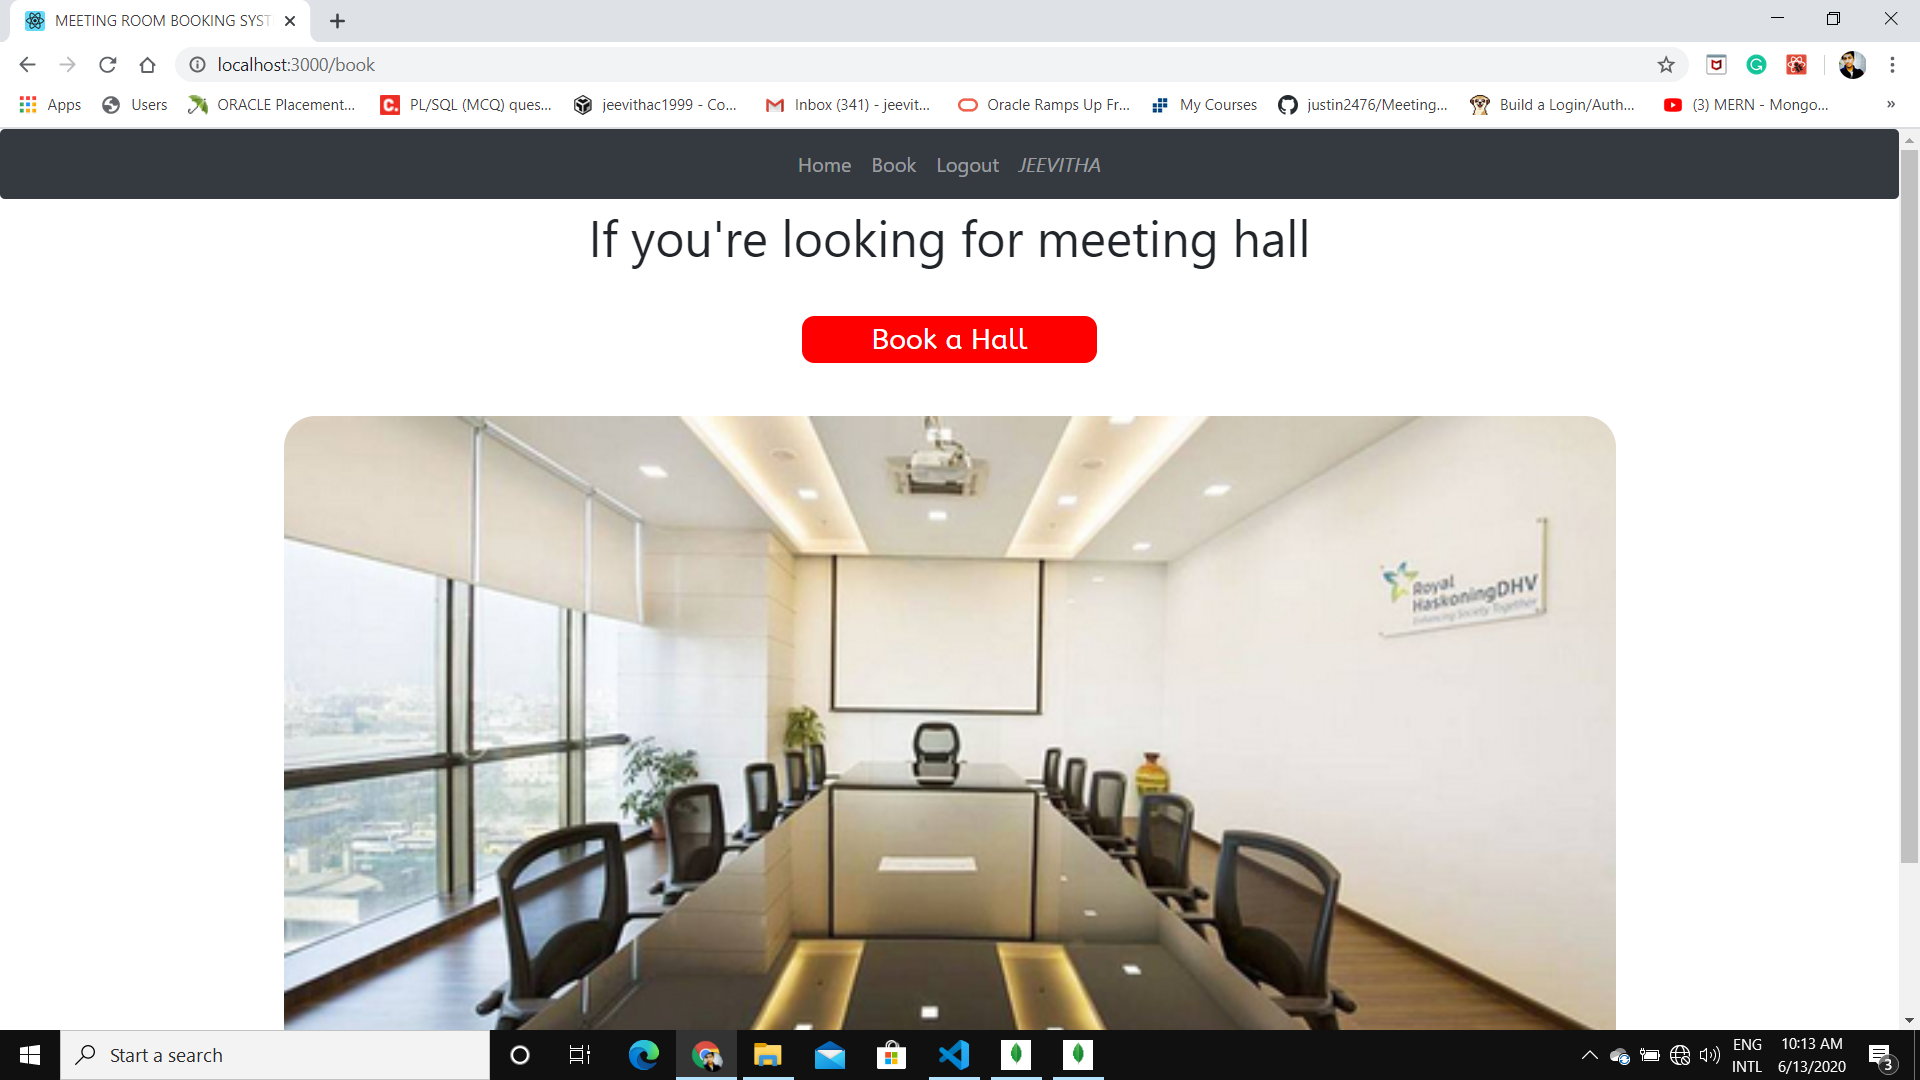 MEETING ROOM BOOKING SYST
localhost:3000/book
Apps
Users
ORACLE Placement...
PL/SQL (MCQ) ques...
jeevithac1999 - Co...
Inbox (341) - jeevit...
Oracle Ramps Up Fr...
My Courses
justin2476/Meeting...
Build a Login/Auth...
(3) MERN - Mongo...
»
Home Book Logout JEEVITHA
If you're looking for meeting hall
Book a Hall
Royal
HaskoningDHV
Enhancing Society Together
Start a search
ENG
INTL
10:13 AM
6/13/2020
3